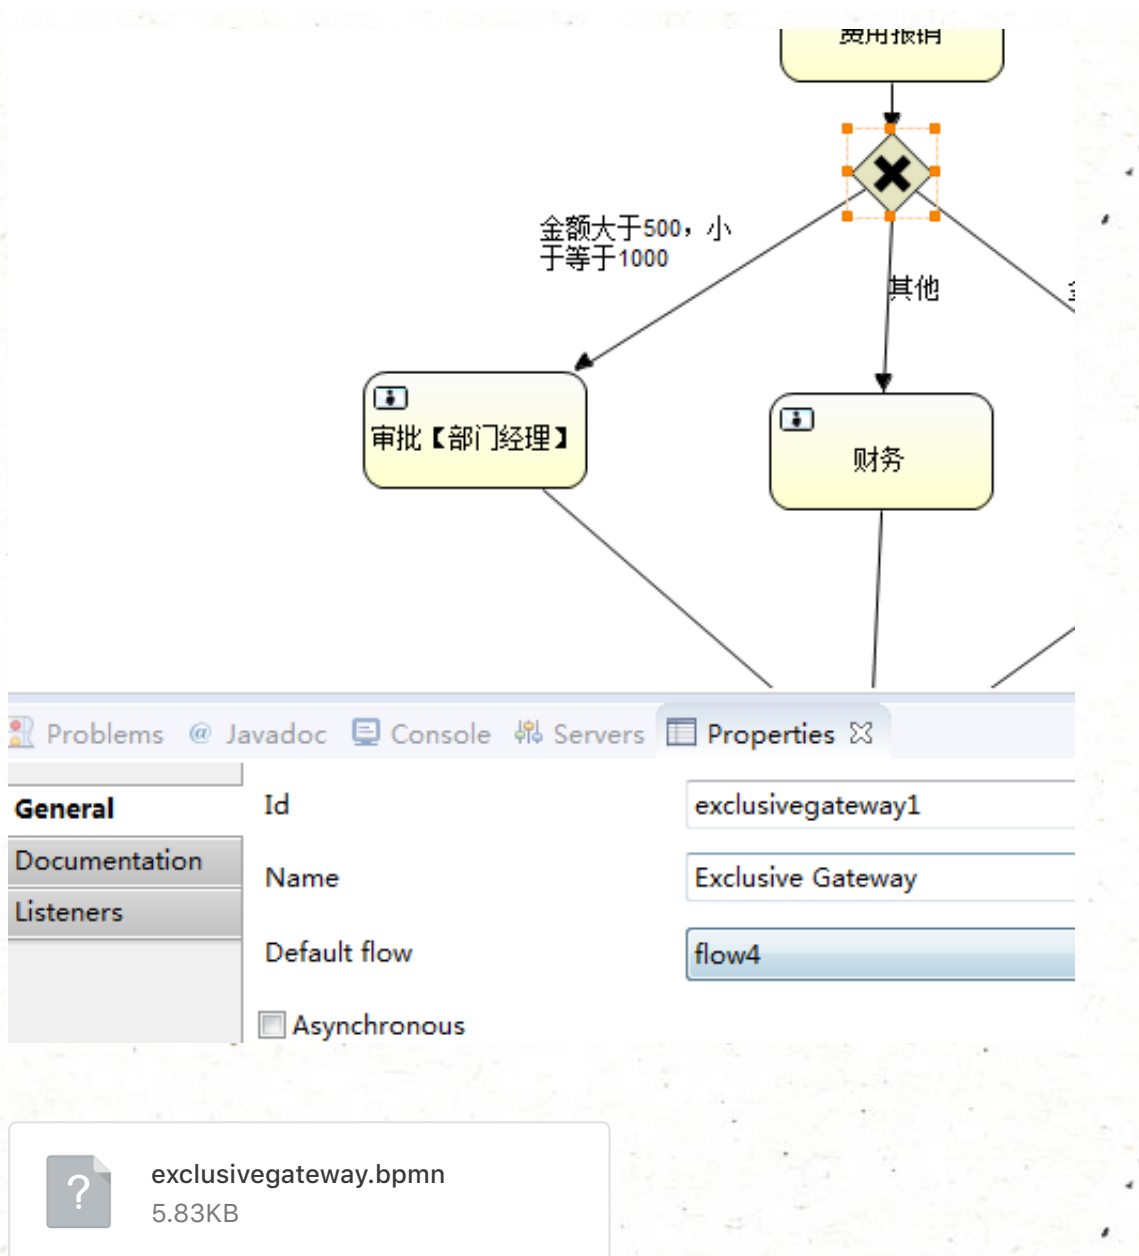 费用报销
金额大于500，小
于等于1000
其他
审批【部门经理】
财务
Problems @ Javadoc Console Servers Properties
General
Id
exclusivegateway1
Documentation
Name
Exclusive Gateway
Listeners
Default flow
flow4
Asynchronous
exclusivegateway.bpmn
5.83KB